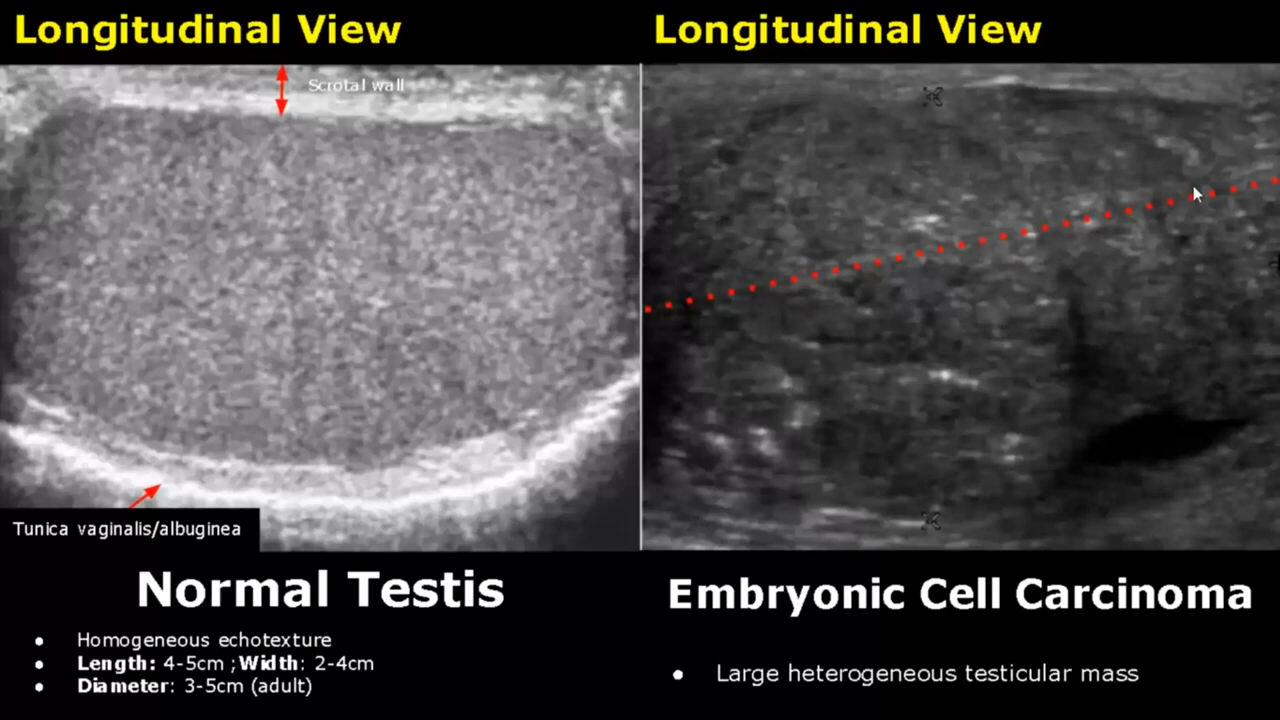 Longitudinal View
Scrotal wall
Tunica vaginalis/albuginea
Normal Testis
• Homogeneous echotexture
• Length: 4-5cm ;Width: 2-4cm
• Diameter: 3-5cm (adult)
Longitudinal View
Embryonic Cell Carcinoma
• Large heterogeneous testicular mass